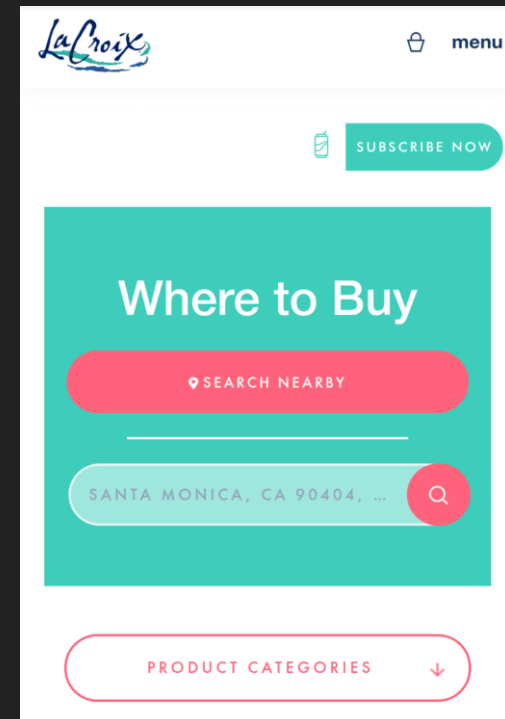 LaCroix
menu
SUBSCRIBE NOW
Where to Buy
SEARCH NEARBY
SANTA MONICA, CA 90404, ...
PRODUCT CATEGORIES